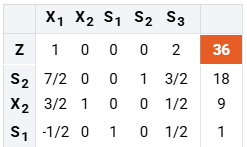 X₁ X₂ S₁ S₂ S₃
Z 1 0 0 0 2 36
S₂ 7/2 0 0 1 3/2 18
X₂ 3/2 1 0 0 1/2 9
S₁ -1/2 0 1 0 1/2 1